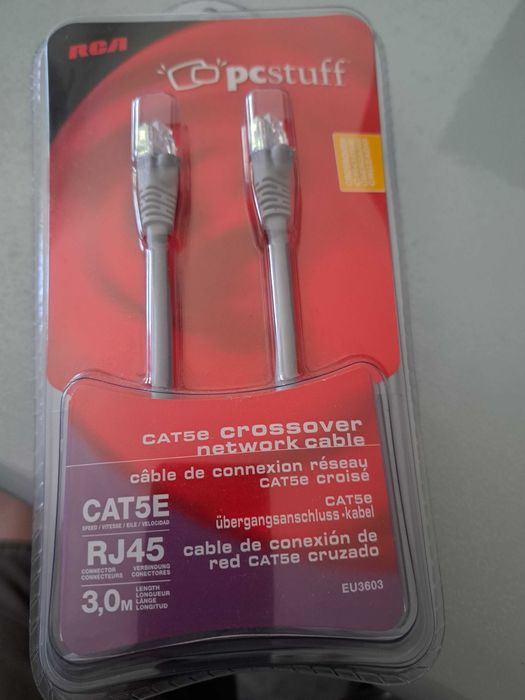 RCA
pcstuff™
CAT5e crossover
network cable
câble de connexion réseau
CAT5e croisé
CAT5e
übergangsanschluss-kabel
cable de conexión de
red CAT5e cruzado
EU3603
CAT5E
SPEED / VITESSE / EILE / VELOCIDAD
RJ45
CONNECTOR VERBINDUNG
CONNECTEURS CONECTORES
3,0M
LENGTH
LONGUEUR
LÄNGE
LONGITUD